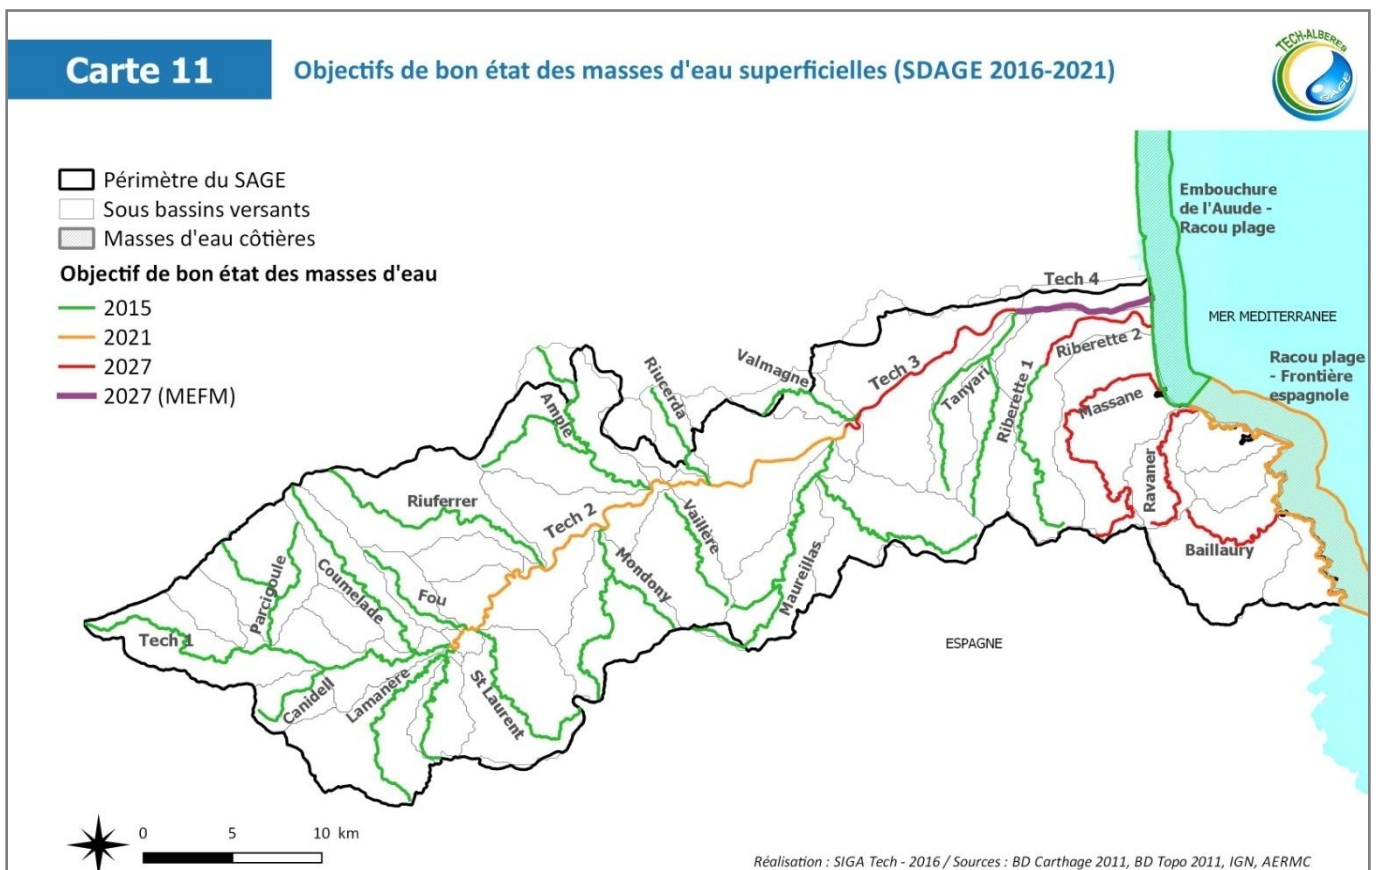 Carte 11
Objectifs de bon état des masses d'eau superficielles (SDAGE 2016-2021)
TECH-ALBERES
SAGE
Périmètre du SAGE
Sous bassins versants
Masses d'eau côtières
Objectif de bon état des masses d'eau
2015
2021
2027
2027 (MEFM)
Embouchure
de l'Auude -
Racou plage
MER MEDITERRANEE
Racou plage
- Frontière
espagnole
Tech 4
Riberette 2
Tech 3
Valmagne
Riucerda
Ample
Tanyari
Riberette 1
Massane
Ravaner
Baillaury
Riuferrer
Tech 2
Vaillère
Maureillas
Mondony
Parcigoule
Coumelade
Fou
Tech 1
Canidell
Lamanère
St Laurent
ESPAGNE
0 5 10 km
Réalisation : SIGA Tech - 2016 / Sources : BD Carthage 2011, BD Topo 2011, IGN, AERMC